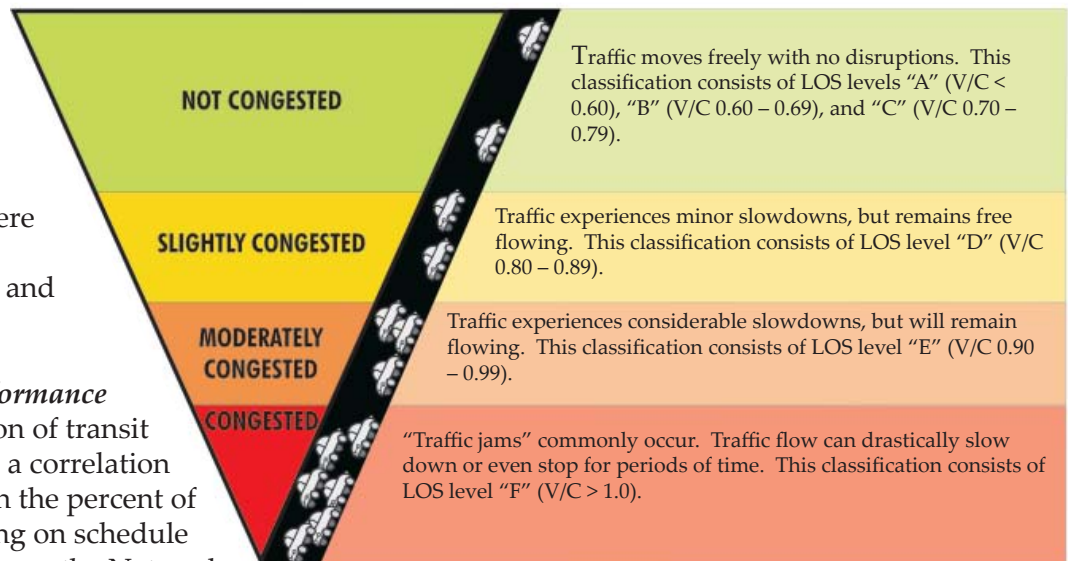 NOT CONGESTED
Traffic moves freely with no disruptions.  This
classification consists of LOS levels “A” (V/C <
0.60), “B” (V/C 0.60 – 0.69), and “C” (V/C 0.70 –
0.79).
SLIGHTLY CONGESTED
Traffic experiences minor slowdowns, but remains free
flowing.  This classification consists of LOS level “D” (V/C
0.80 – 0.89).
MODERATELY
CONGESTED
Traffic experiences considerable slowdowns, but will remain
flowing.  This classification consists of LOS level “E” (V/C 0.90
– 0.99).
CONGESTED
“Traffic jams” commonly occur.  Traffic flow can drastically slow
down or even stop for periods of time.  This classification consists of
LOS level “F” (V/C > 1.0).
ere
and
formance
on of transit
a correlation
n the percent of
ng on schedule